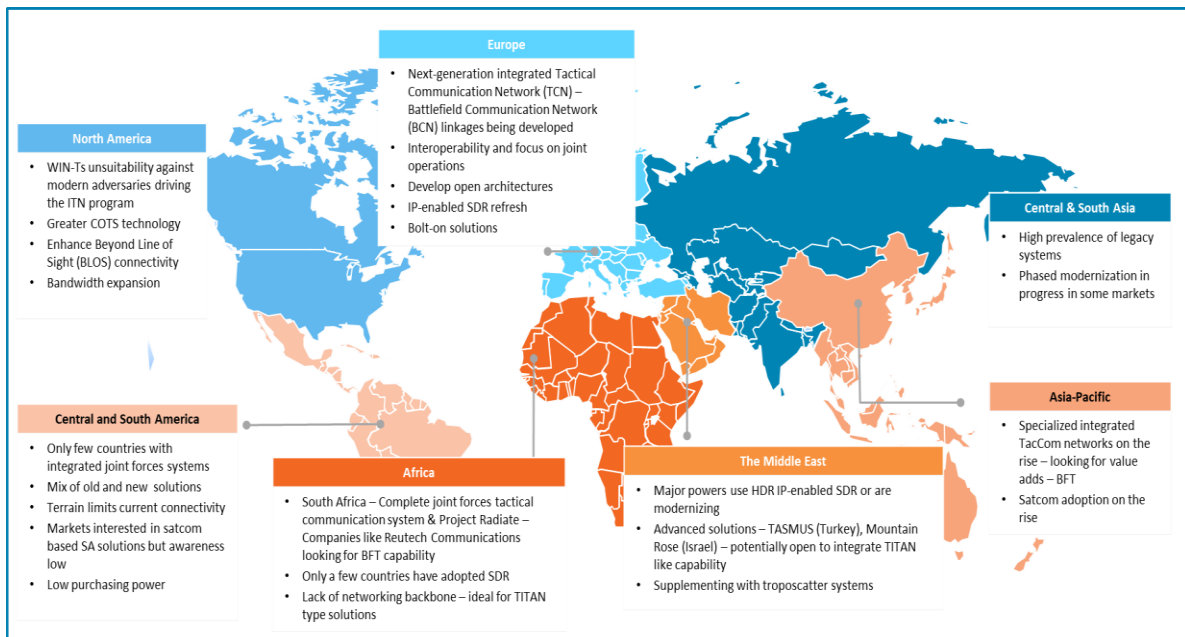 Europe
• Next-generation integrated Tactical
Communication Network (TCN) –
Battlefield Communication Network
(BCN) linkages being developed
• Interoperability and focus on joint
operations
• Develop open architectures
• IP-enabled SDR refresh
• Bolt-on solutions
North America
• WIN-Ts unsuitability against
modern adversaries driving
the ITN program
• Greater COTS technology
• Enhance Beyond Line of
Sight (BLOS) connectivity
• Bandwidth expansion
Central & South Asia
• High prevalence of legacy
systems
• Phased modernization in
progress in some markets
Central and South America
• Only few countries with
integrated joint forces systems
• Mix of old and new solutions
• Terrain limits current connectivity
• Markets interested in satcom
based SA solutions but awareness
low
• Low purchasing power
Africa
• South Africa – Complete joint forces tactical
communication system & Project Radiate –
Companies like Reutech Communications
looking for BFT capability
• Only a few countries have adopted SDR
• Lack of networking backbone – ideal for TITAN
type solutions
The Middle East
• Major powers use HDR IP-enabled SDR or are
modernizing
• Advanced solutions – TASMUS (Turkey), Mountain
Rose (Israel) – potentially open to integrate TITAN
like capability
• Supplementing with troposcatter systems
Asia-Pacific
• Specialized integrated
TacCom networks on the
rise – looking for value
adds – BFT
• Satcom adoption on the
rise